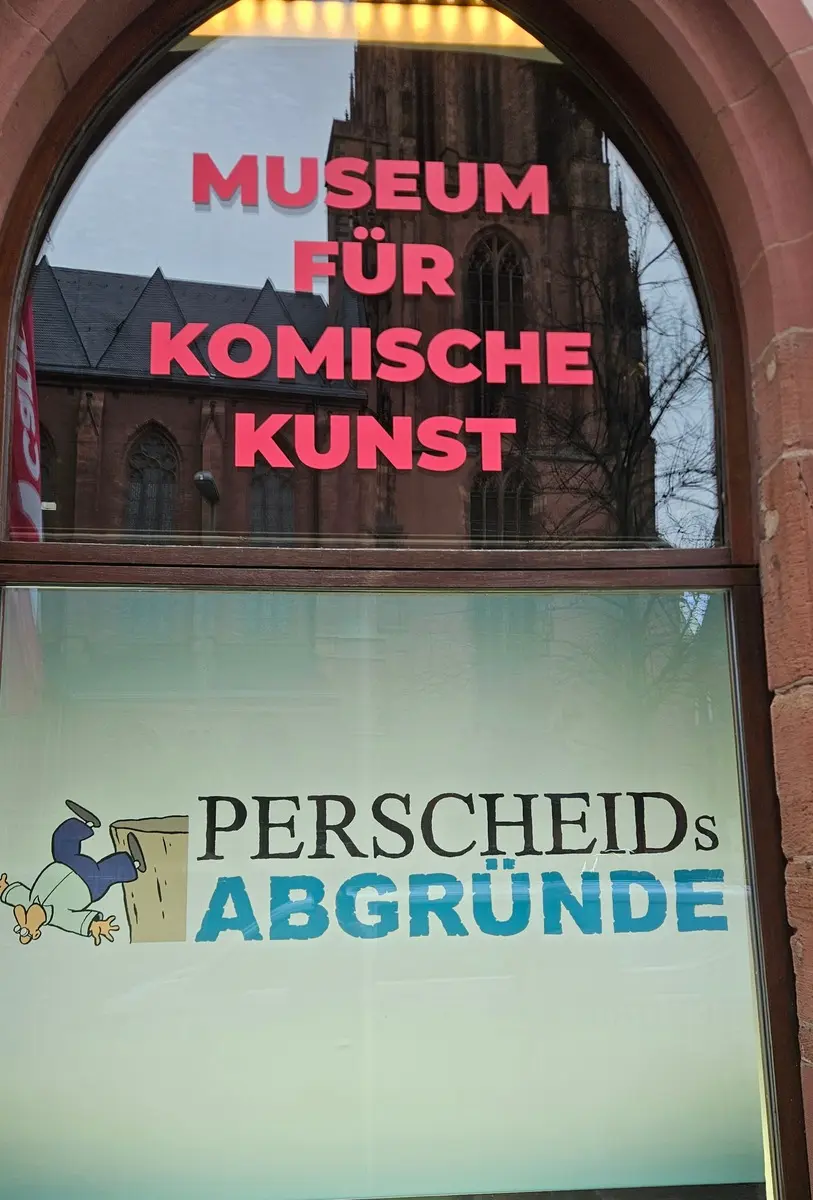 MUSEUM
FÜR
KOMISCHE
KUNST
PERSCHEIDs
ABGRÜNDE